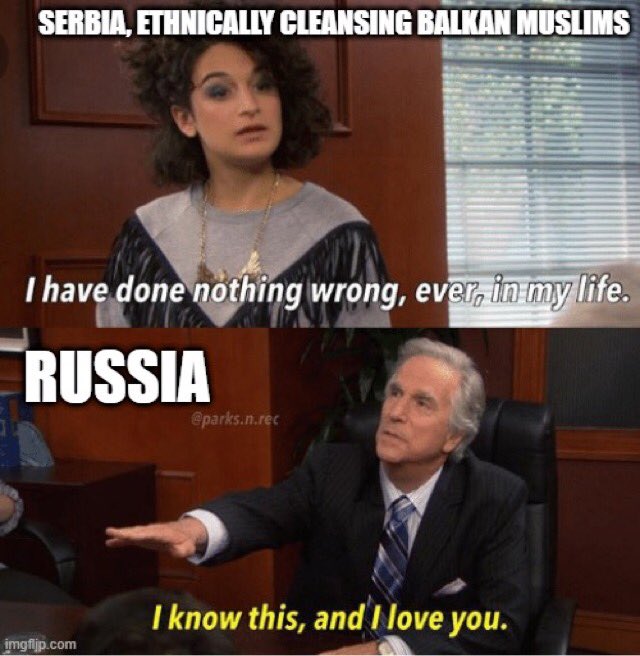 SERBIA, ETHNICALLY CLEANSING BALKAN MUSLIMS
I have done nothing wrong, ever, in my life.
RUSSIA
@parks.n.rec
I know this, and I love you.
imgflip.com